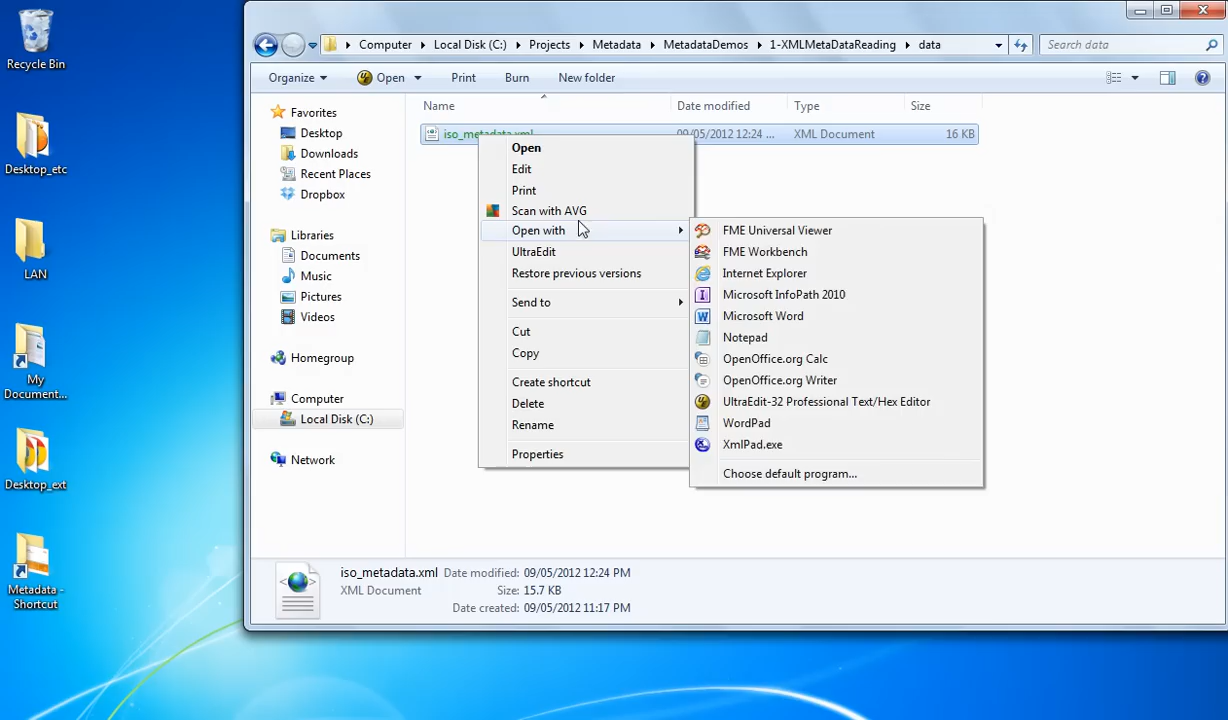 Recycle Bin
Desktop_etc
LAN
My
Document...
Desktop_ext
Metadata -
Shortcut
Computer
Local Disk (C:)
Projects
Metadata
MetadataDemos
1-XMLMetaDataReading
data
Search data
Organize
Open
Print
Burn
New folder
Favorites
Desktop
Downloads
Recent Places
Dropbox
Libraries
Documents
Music
Pictures
Videos
Homegroup
Computer
Local Disk (C:)
Network
Name
Date modified
Type
Size
iso_metadata.xml
09/05/2012 12:24 ...
XML Document
16 KB
Open
Edit
Print
Scan with AVG
Open with
UltraEdit
Restore previous versions
Send to
Cut
Copy
Create shortcut
Delete
Rename
Properties
FME Universal Viewer
FME Workbench
Internet Explorer
Microsoft InfoPath 2010
Microsoft Word
Notepad
OpenOffice.org Calc
OpenOffice.org Writer
UltraEdit-32 Professional Text/Hex Editor
WordPad
XmlPad.exe
Choose default program...
iso_metadata.xml
XML Document
Date modified: 09/05/2012 12:24 PM
Size: 15.7 KB
Date created: 09/05/2012 11:17 PM